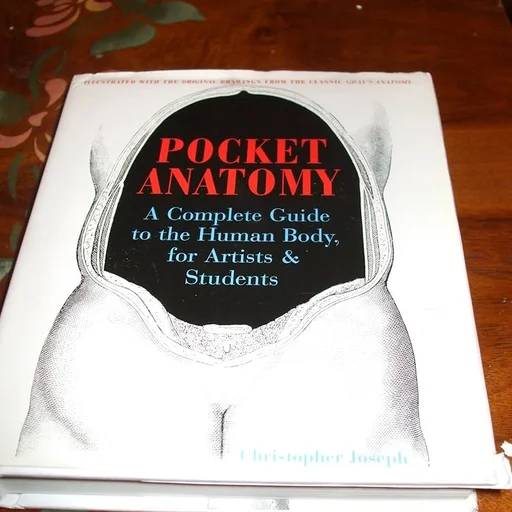 ILLUSTRATED WITH THE ORIGINAL DRAWINGS FROM THE CLASSIC GRAY'S ANATOMY
POCKET
ANATOMY
A Complete Guide
to the Human Body,
for Artists &
Students
Christopher Joseph